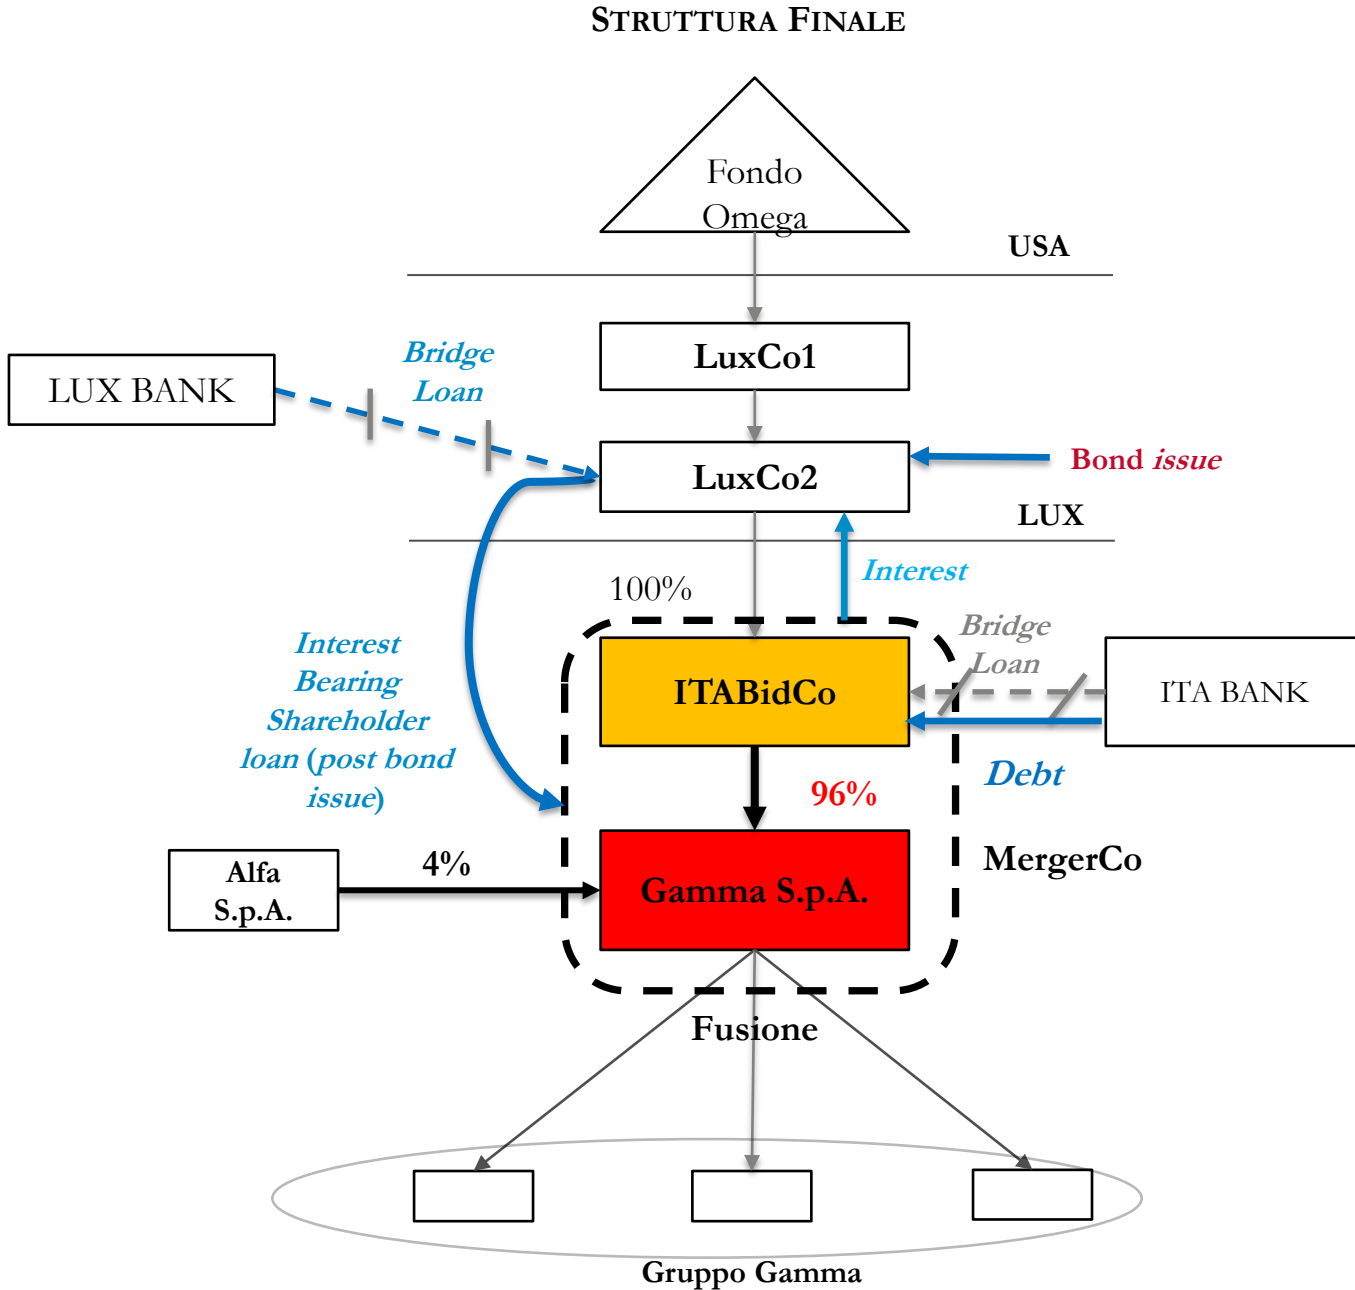 STRUTTURA FINALE
Fondo
Omega
USA
LuxCo1
Bridge
Loan
LUX BANK
LuxCo2
Bond issue
LUX
Interest
100%
Bridge
Loan
Interest
Bearing
Shareholder
loan (post bond
issue)
ITABidCo
ITA BANK
Debt
96%
MergerCo
Alfa
S.p.A.
4%
Gamma S.p.A.
Fusione
Gruppo Gamma